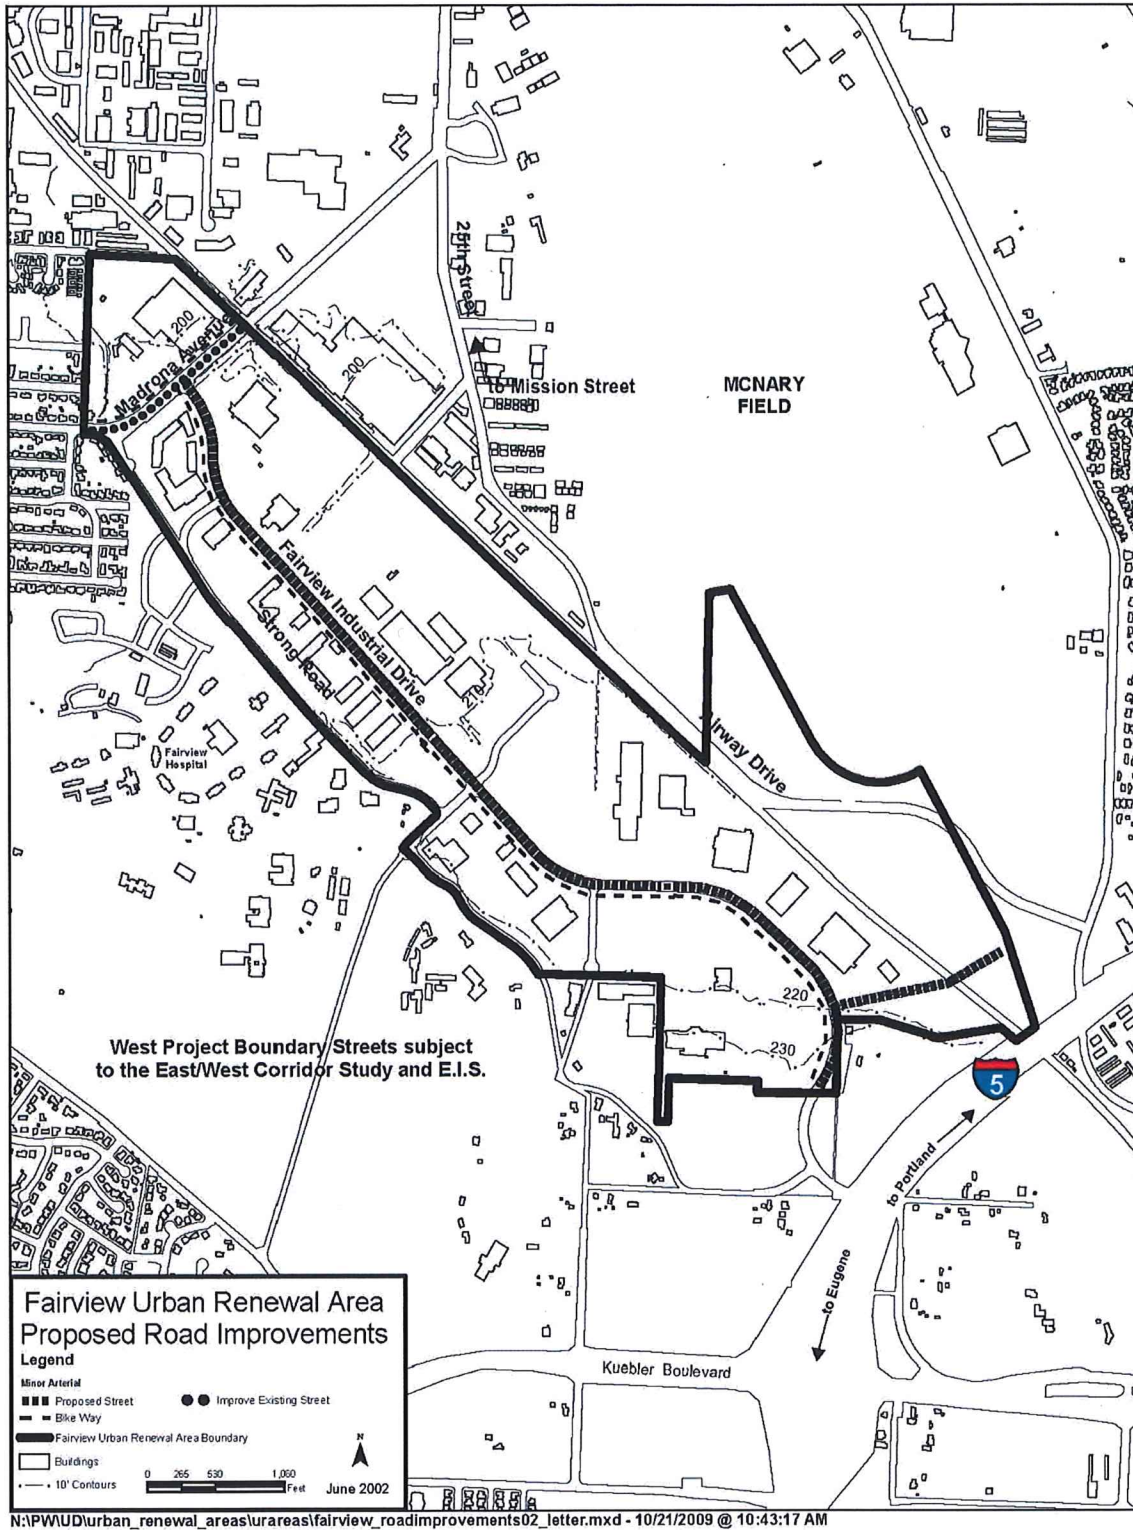 25th Street
200
Madrona Avenue
200
to Mission Street
MCNARY
FIELD
Fairview Industrial Drive
Strong Road
210
Airway Drive
Fairview
Hospital
220
230
West Project Boundary Streets subject
to the East/West Corridor Study and E.I.S.
5
to Portland
to Eugene
Kuebler Boulevard
Fairview Urban Renewal Area
Proposed Road Improvements
Legend
Minor Arterial
Proposed Street
Improve Existing Street
Bike Way
Fairview Urban Renewal Area Boundary
Buildings
10' Contours
0 265 530 1,060
Feet
N
June 2002
N:\PW\UD\urban_renewal_areas\urareas\fairview_roadimprovements02_letter.mxd - 10/21/2009 @ 10:43:17 AM